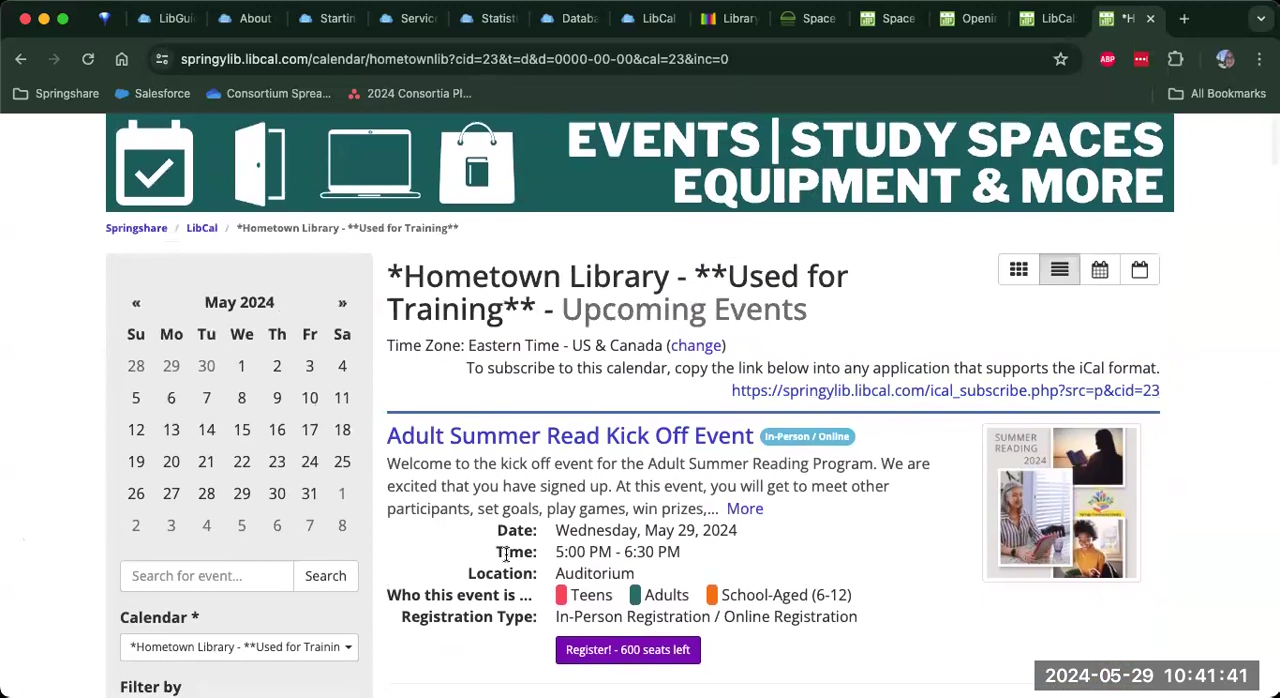 LibGui
About
Startin
Servic
Statist
Databa
LibCal
Library
Space
Space
Openin
LibCal
*H
springylib.libcal.com/calendar/hometownlib?cid=23&t=d&d=0000-00-00&cal=23&inc=0
ABP
Springshare
Salesforce
Consortium Sprea...
2024 Consortia Pl...
All Bookmarks
EVENTS | STUDY SPACES
EQUIPMENT & MORE
Springshare / LibCal / *Hometown Library - **Used for Training**
« May 2024 »
Su Mo Tu We Th Fr Sa
28 29 30 1 2 3 4
5 6 7 8 9 10 11
12 13 14 15 16 17 18
19 20 21 22 23 24 25
26 27 28 29 30 31 1
2 3 4 5 6 7 8
Search for event...
Search
Calendar *
*Hometown Library - **Used for Trainin
Filter by
*Hometown Library - **Used for
Training** - Upcoming Events
Time Zone: Eastern Time - US & Canada (change)
To subscribe to this calendar, copy the link below into any application that supports the iCal format.
https://springylib.libcal.com/ical_subscribe.php?src=p&cid=23
Adult Summer Read Kick Off Event In-Person / Online
Welcome to the kick off event for the Adult Summer Reading Program. We are
excited that you have signed up. At this event, you will get to meet other
participants, set goals, play games, win prizes,... More
Date: Wednesday, May 29, 2024
Time: 5:00 PM - 6:30 PM
Location: Auditorium
Who this event is ... Teens Adults School-Aged (6-12)
Registration Type: In-Person Registration / Online Registration
Register! - 600 seats left
SUMMER
READING
2024
2024-05-29 10:41:41